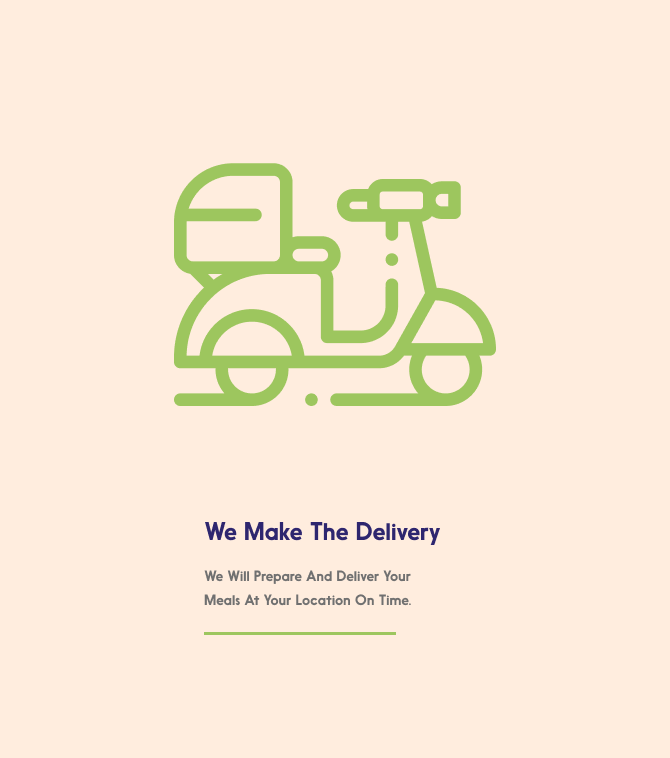 We Make The Delivery
We Will Prepare And Deliver Your
Meals At Your Location On Time.